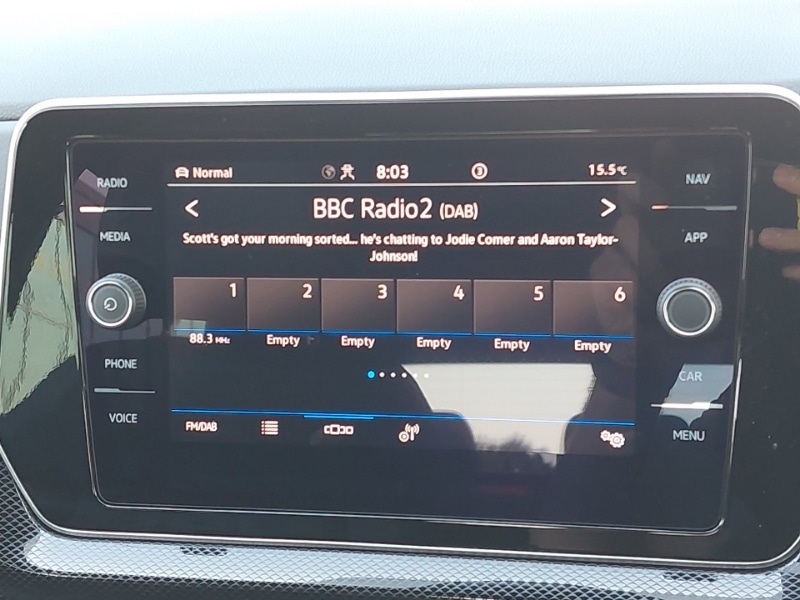 Normal 8:03 3 15.5°C
RADIO
NAV
BBC Radio2 (DAB)
MEDIA
APP
Scott's got your morning sorted... he's chatting to Jodie Comer and Aaron Taylor-
Johnson!
1 2 3 4 5 6
88.3 MHz Empty Empty Empty Empty Empty
PHONE
CAR
VOICE
FM/DAB
MENU